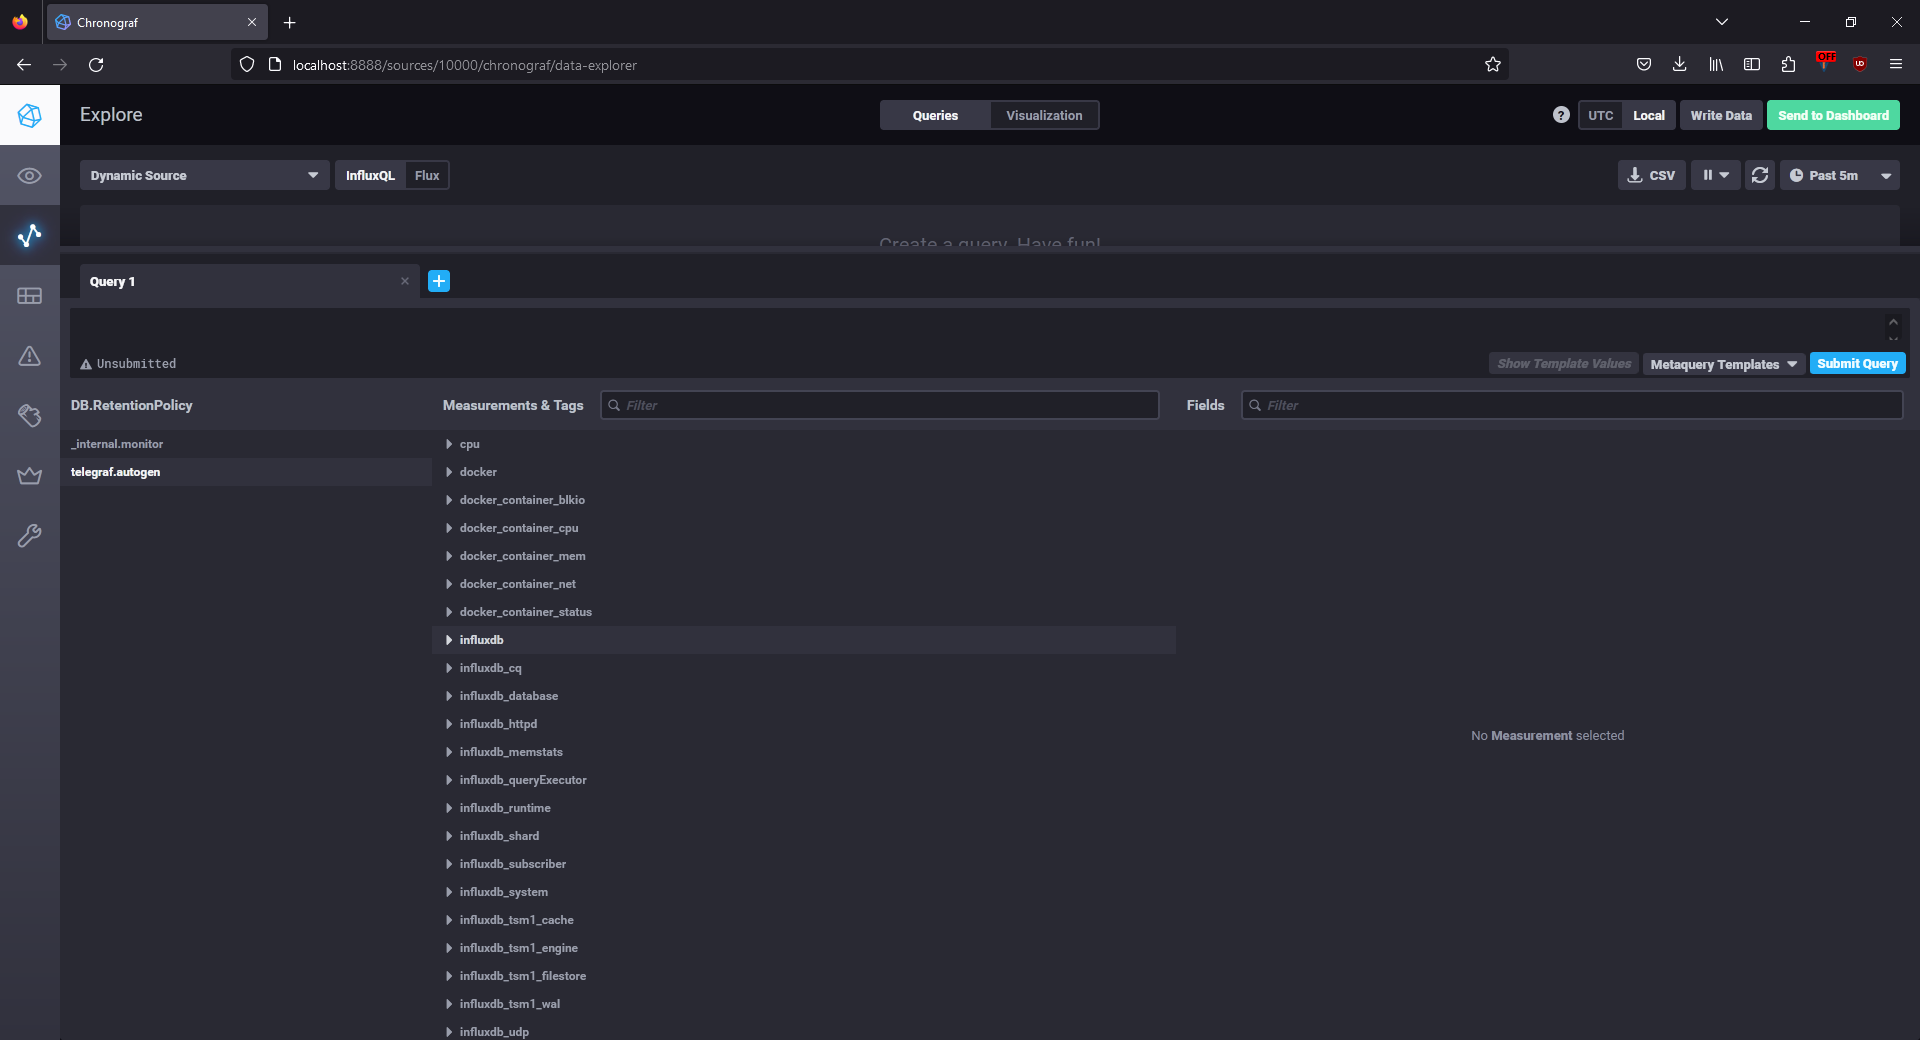 Chronograf
localhost:8888/sources/10000/chronograf/data-explorer
OFF
UD
Explore
Queries
Visualization
?
UTC
Local
Write Data
Send to Dashboard
Dynamic Source
InfluxQL
Flux
CSV
Past 5m
Create a query. Have fun!
Query 1
Unsubmitted
Show Template Values
Metaquery Templates
Submit Query
DB.RetentionPolicy
Measurements & Tags
Filter
Fields
Filter
_internal.monitor
telegraf.autogen
cpu
docker
docker_container_blkio
docker_container_cpu
docker_container_mem
docker_container_net
docker_container_status
influxdb
influxdb_cq
influxdb_database
influxdb_httpd
influxdb_memstats
influxdb_queryExecutor
influxdb_runtime
influxdb_shard
influxdb_subscriber
influxdb_system
influxdb_tsm1_cache
influxdb_tsm1_engine
influxdb_tsm1_filestore
influxdb_tsm1_wal
influxdb_udp
No Measurement selected